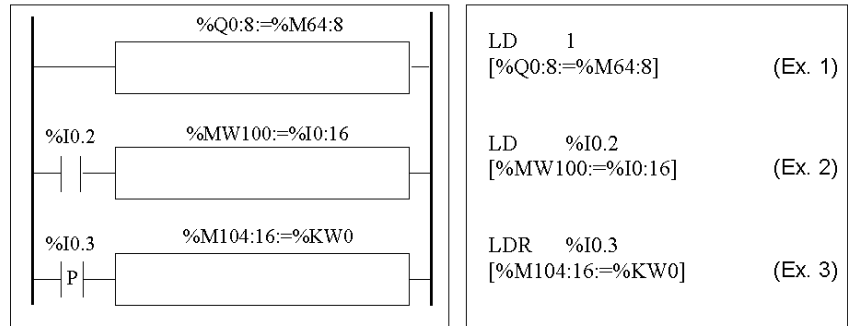 %Q0:8:=%M64:8
%I0.2
%MW100:=%I0:16
%I0.3
%M104:16:=%KW0
P
LD 1
[%Q0:8:=%M64:8] (Ex. 1)
LD %I0.2
[%MW100:=%I0:16] (Ex. 2)
LDR %I0.3
[%M104:16:=%KW0] (Ex. 3)